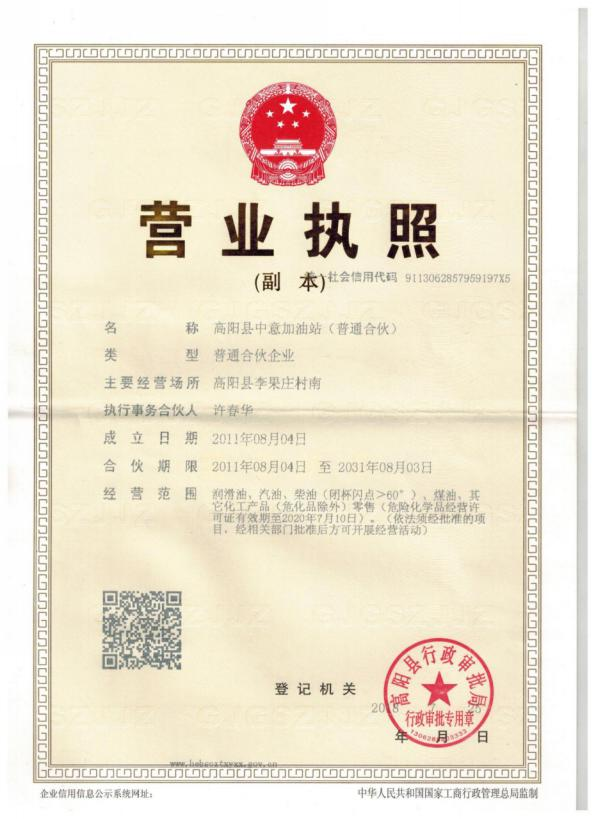 营业执照
(副 本)
统一社会信用代码 91130628579591​97X5
名 称 高阳县中意加油站（普通合伙）
类 型 普通合伙企业
主要经营场所 高阳县李果庄村南
执行事务合伙人 许春华
成立日期 2011年08月04日
合伙期限 2011年08月04日 至 2031年08月03日
经营范围 润滑油、汽油、柴油（闭杯闪点＞60°）、煤油、其
它化工产品（危化品除外）零售（危险化学品经营许
可证有效期至2020年7月10日）。（依法须经批准的项
目，经相关部门批准后方可开展经营活动）
高阳县行政审批局
行政审批专用章
登记机关
2018 25
年 月 日
www.hebscztxyxx.gov.cn
企业信用信息公示系统网址：
中华人民共和国国家工商行政管理总局监制